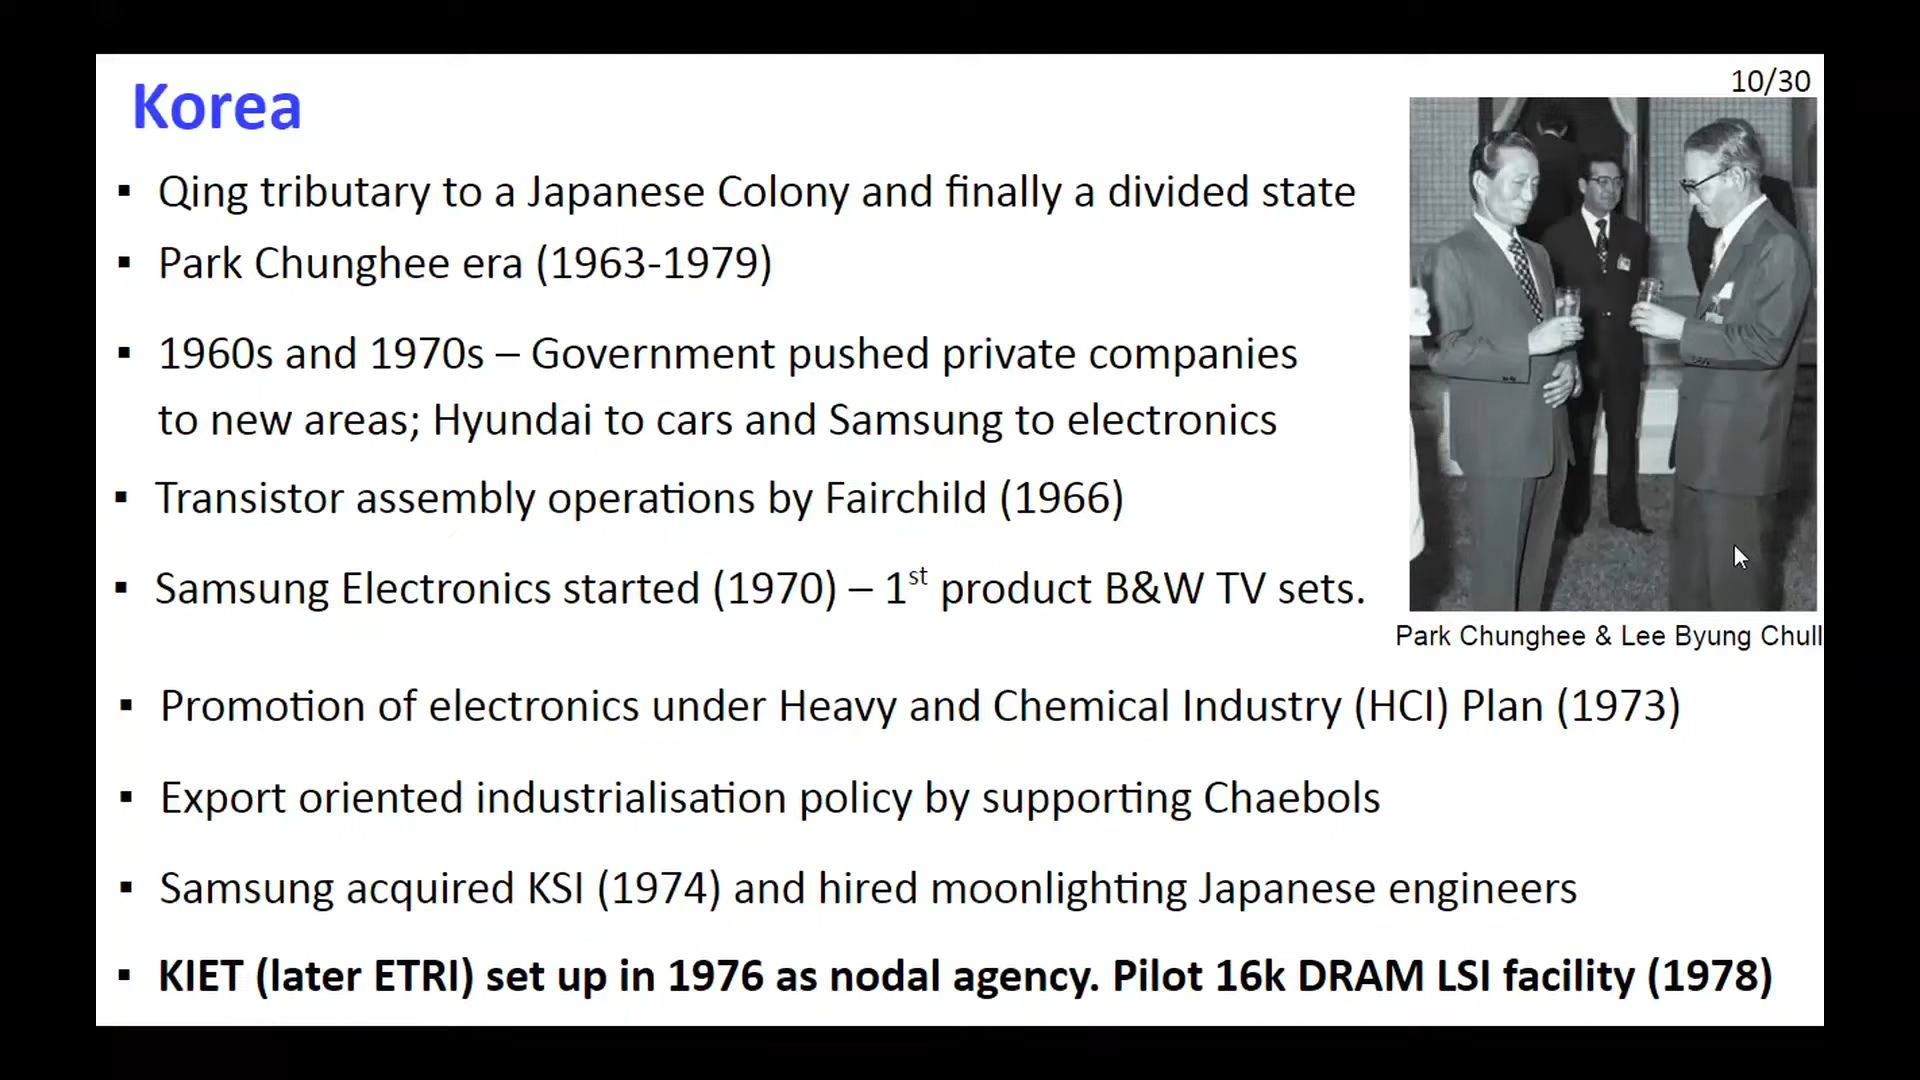 10/30
Korea
▪ Qing tributary to a Japanese Colony and finally a divided state
▪ Park Chunghee era (1963-1979)
▪ 1960s and 1970s – Government pushed private companies
to new areas; Hyundai to cars and Samsung to electronics
▪ Transistor assembly operations by Fairchild (1966)
▪ Samsung Electronics started (1970) – 1st product B&W TV sets.
Park Chunghee & Lee Byung Chull
▪ Promotion of electronics under Heavy and Chemical Industry (HCI) Plan (1973)
▪ Export oriented industrialisation policy by supporting Chaebols
▪ Samsung acquired KSI (1974) and hired moonlighting Japanese engineers
▪ KIET (later ETRI) set up in 1976 as nodal agency. Pilot 16k DRAM LSI facility (1978)